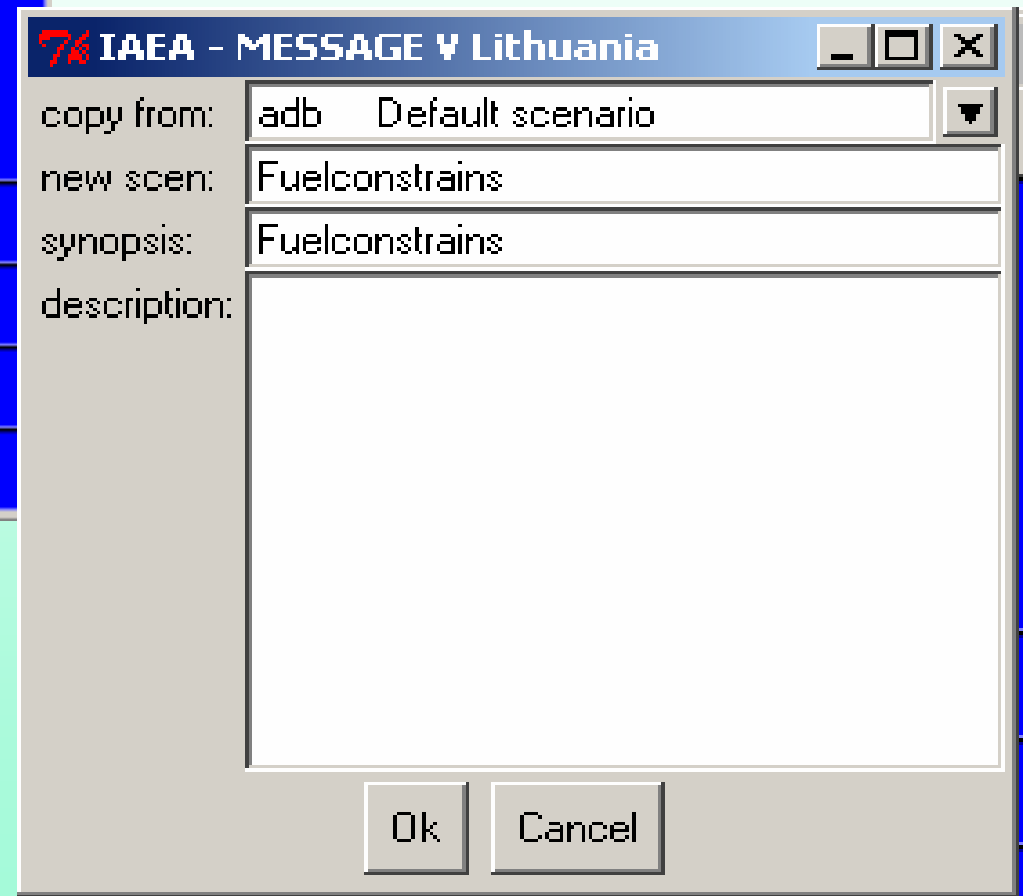 IAEA - MESSAGE V Lithuania
copy from: adb Default scenario
new scen: Fuelconstrains
synopsis: Fuelconstrains
description:
Ok Cancel